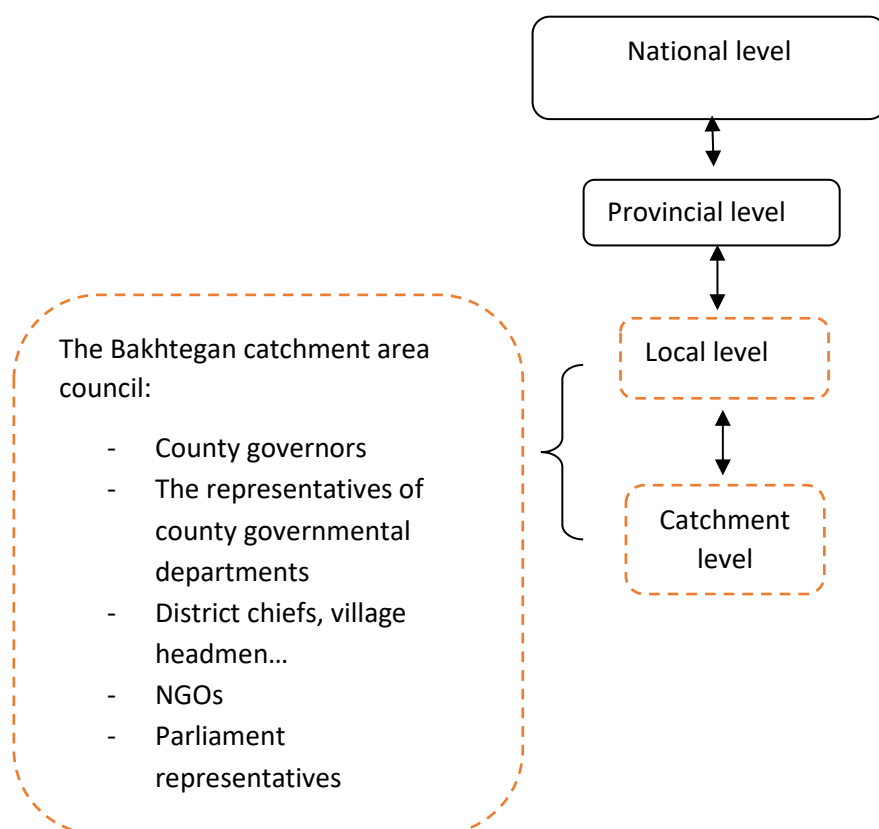 National level
Provincial level
Local level
Catchment
level
The Bakhtegan catchment area
council:
- County governors
- The representatives of
county governmental
departments
- District chiefs, village
headmen…
- NGOs
- Parliament
representatives